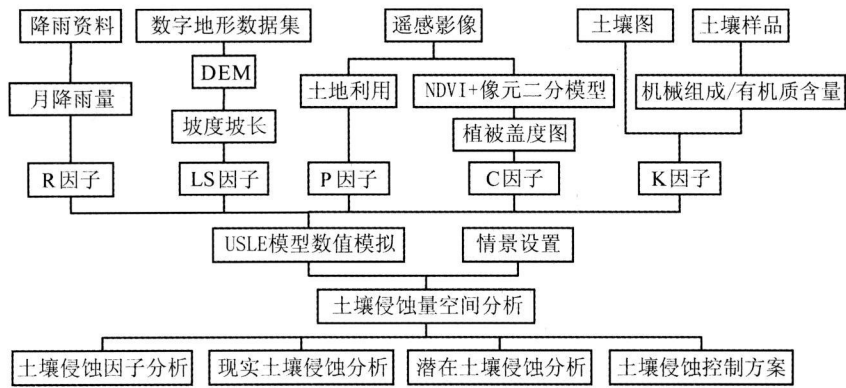 降雨资料
数字地形数据集
遥感影像
土壤图
土壤样品
DEM
月降雨量
土地利用
NDVI+像元二分模型
机械组成/有机质含量
坡度坡长
植被盖度图
R因子
LS因子
P因子
C因子
K因子
USLE模型数值模拟
情景设置
土壤侵蚀量空间分析
土壤侵蚀因子分析
现实土壤侵蚀分析
潜在土壤侵蚀分析
土壤侵蚀控制方案